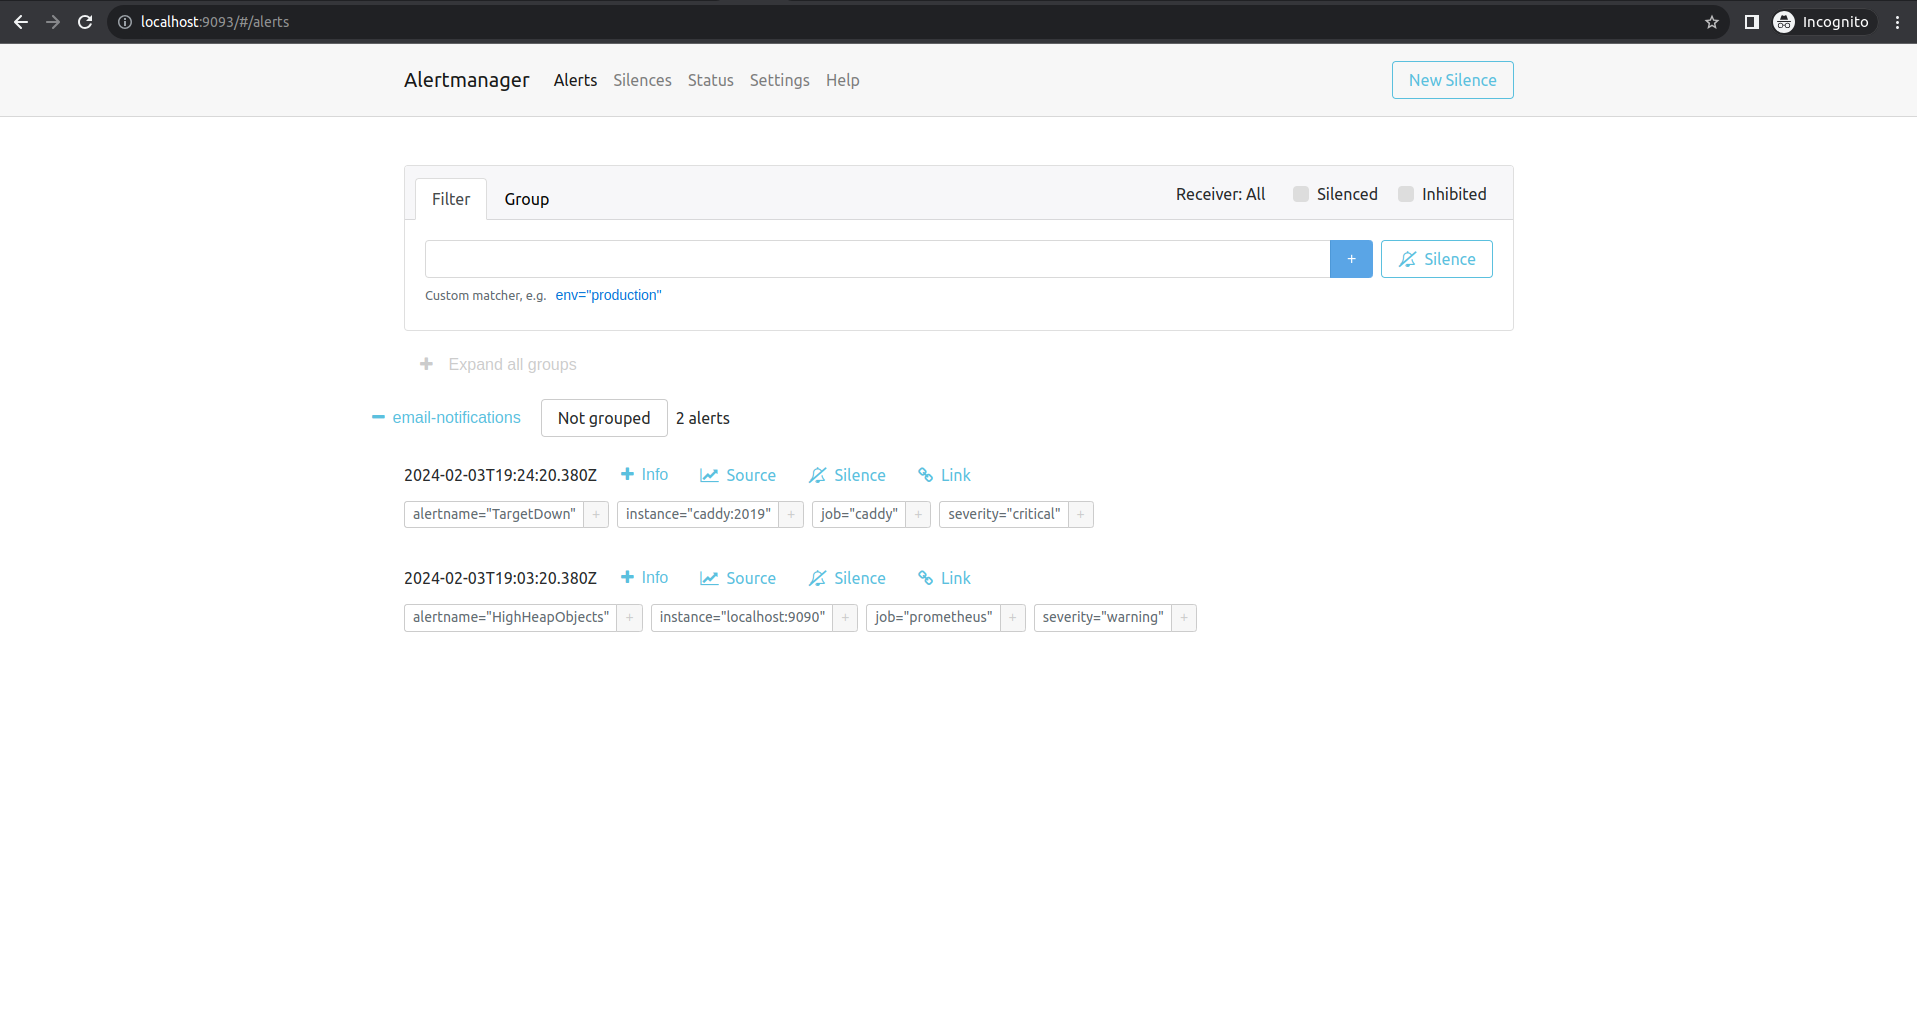 localhost:9093/#/alerts
Incognito
Alertmanager Alerts Silences Status Settings Help New Silence
Filter Group Receiver: All Silenced Inhibited
+ Silence
Custom matcher, e.g. env="production"
+ Expand all groups
− email-notifications Not grouped 2 alerts
2024-02-03T19:24:20.380Z + Info Source Silence Link
alertname="TargetDown" + instance="caddy:2019" + job="caddy" + severity="critical" +
2024-02-03T19:03:20.380Z + Info Source Silence Link
alertname="HighHeapObjects" + instance="localhost:9090" + job="prometheus" + severity="warning" +